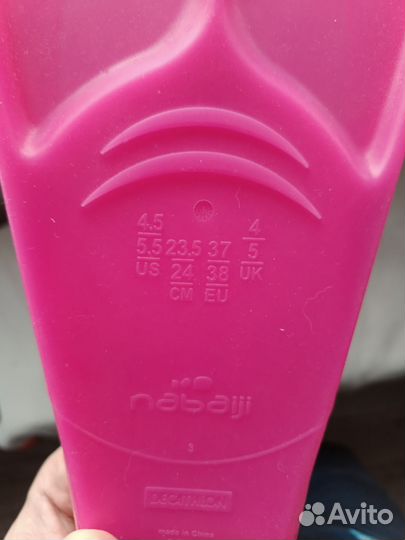 4.5 4
5.5 23.5 37 5
US 24 38 UK
CM EU
nabaiji
3
DECATHLON
made in China
Avito